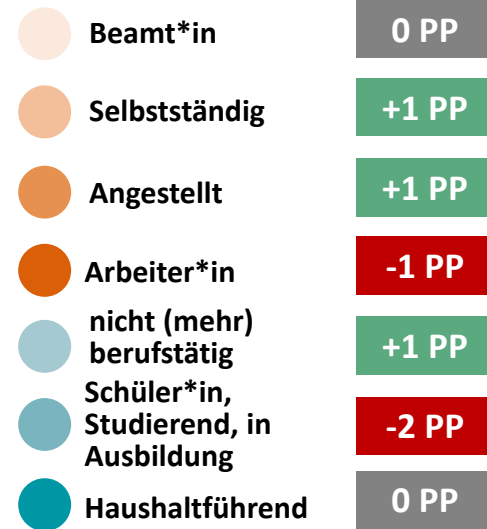 Beamt*in 0 PP
Selbstständig +1 PP
Angestellt +1 PP
Arbeiter*in -1 PP
nicht (mehr)
berufstätig +1 PP
Schüler*in,
Studierend, in -2 PP
Ausbildung
Haushaltführend 0 PP